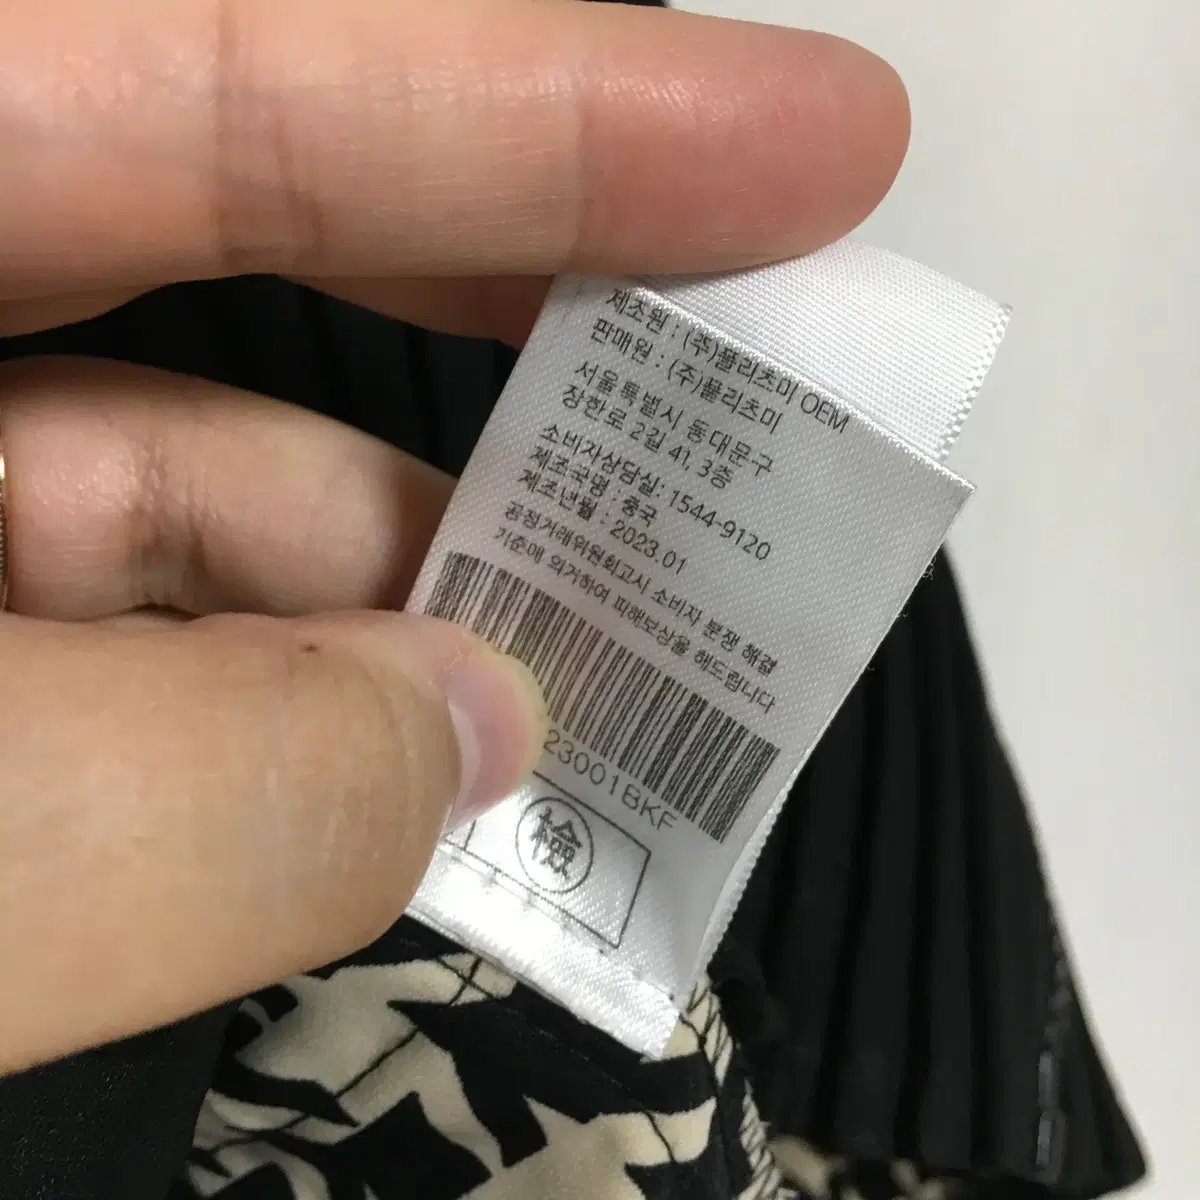 제조원 : (주)플리츠미 OEM
판매원 : (주)플리츠미
서울특별시 동대문구
장한로 2길 41, 3층
소비자상담실: 1544-9120
제조국명 : 중국
제조년월 : 2023.01
공정거래위원회고시 소비자 분쟁 해결
기준에 의거하여 피해보상을 해드립니다
23001BKF
檢